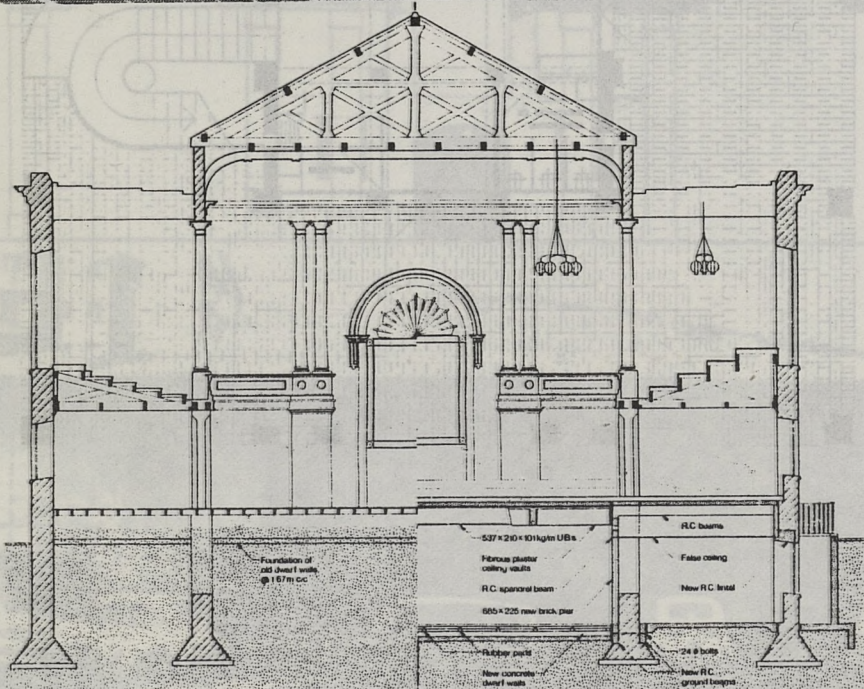 Foundation of
old dwarf walls
@ 1 67m c/c
537 × 210 × 101kg/m UBs
Fibrous plaster
ceiling vaults
R.C. spandrel beam
665 × 225 new brick pier
Rubber pads
New concrete
dwarf walls
R.C. beams
False ceiling
New R.C. lintel
24 ø bolts
New R.C.
ground beams